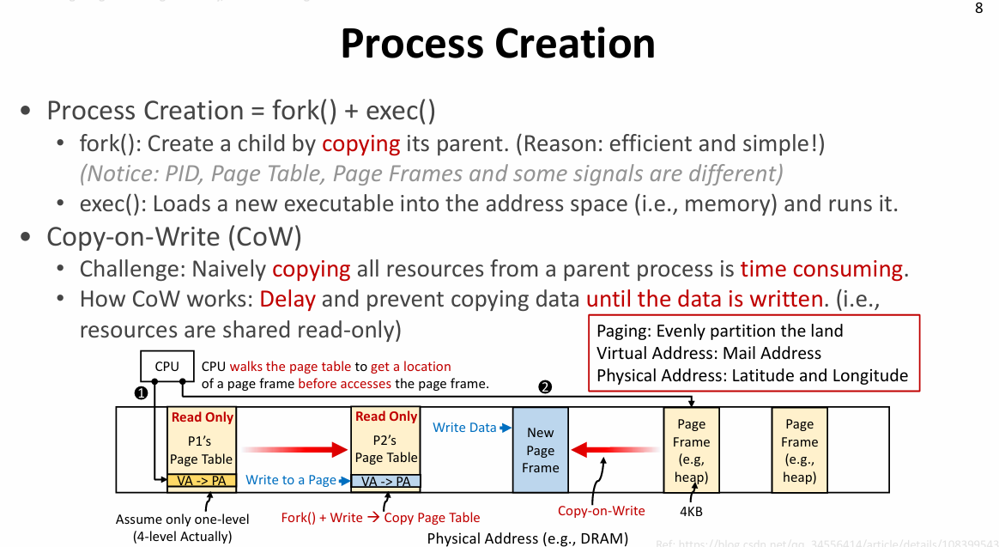 8
Process Creation
• Process Creation = fork() + exec()
• fork(): Create a child by copying its parent. (Reason: efficient and simple!)
(Notice: PID, Page Table, Page Frames and some signals are different)
• exec(): Loads a new executable into the address space (i.e., memory) and runs it.
• Copy-on-Write (CoW)
• Challenge: Naively copying all resources from a parent process is time consuming.
• How CoW works: Delay and prevent copying data until the data is written. (i.e.,
resources are shared read-only)
Paging: Evenly partition the land
Virtual Address: Mail Address
Physical Address: Latitude and Longitude
CPU
CPU walks the page table to get a location
of a page frame before accesses the page frame.
1
2
Read Only
P1's
Page Table
VA -> PA
Write to a Page
Read Only
P2's
Page Table
VA -> PA
Write Data
New
Page
Frame
Page
Frame
(e.g,
heap)
Page
Frame
(e.g.,
heap)
Assume only one-level
(4-level Actually)
Fork() + Write → Copy Page Table
Copy-on-Write
4KB
Physical Address (e.g., DRAM)
Ref: https://blog.csdn.net/qq_34556414/article/details/108399543